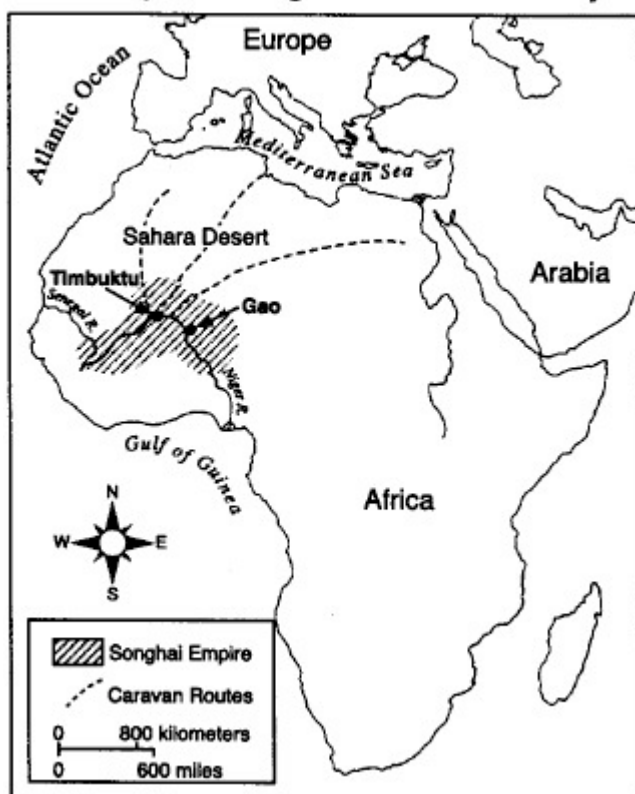 Europe
Atlantic Ocean
Mediterranean Sea
Sahara Desert
Timbuktu
Arabia
Senegal R.
Gao
Niger R.
Gulf of Guinea
Africa
N
W E
S
Songhai Empire
Caravan Routes
0 800 kilometers
0 600 miles